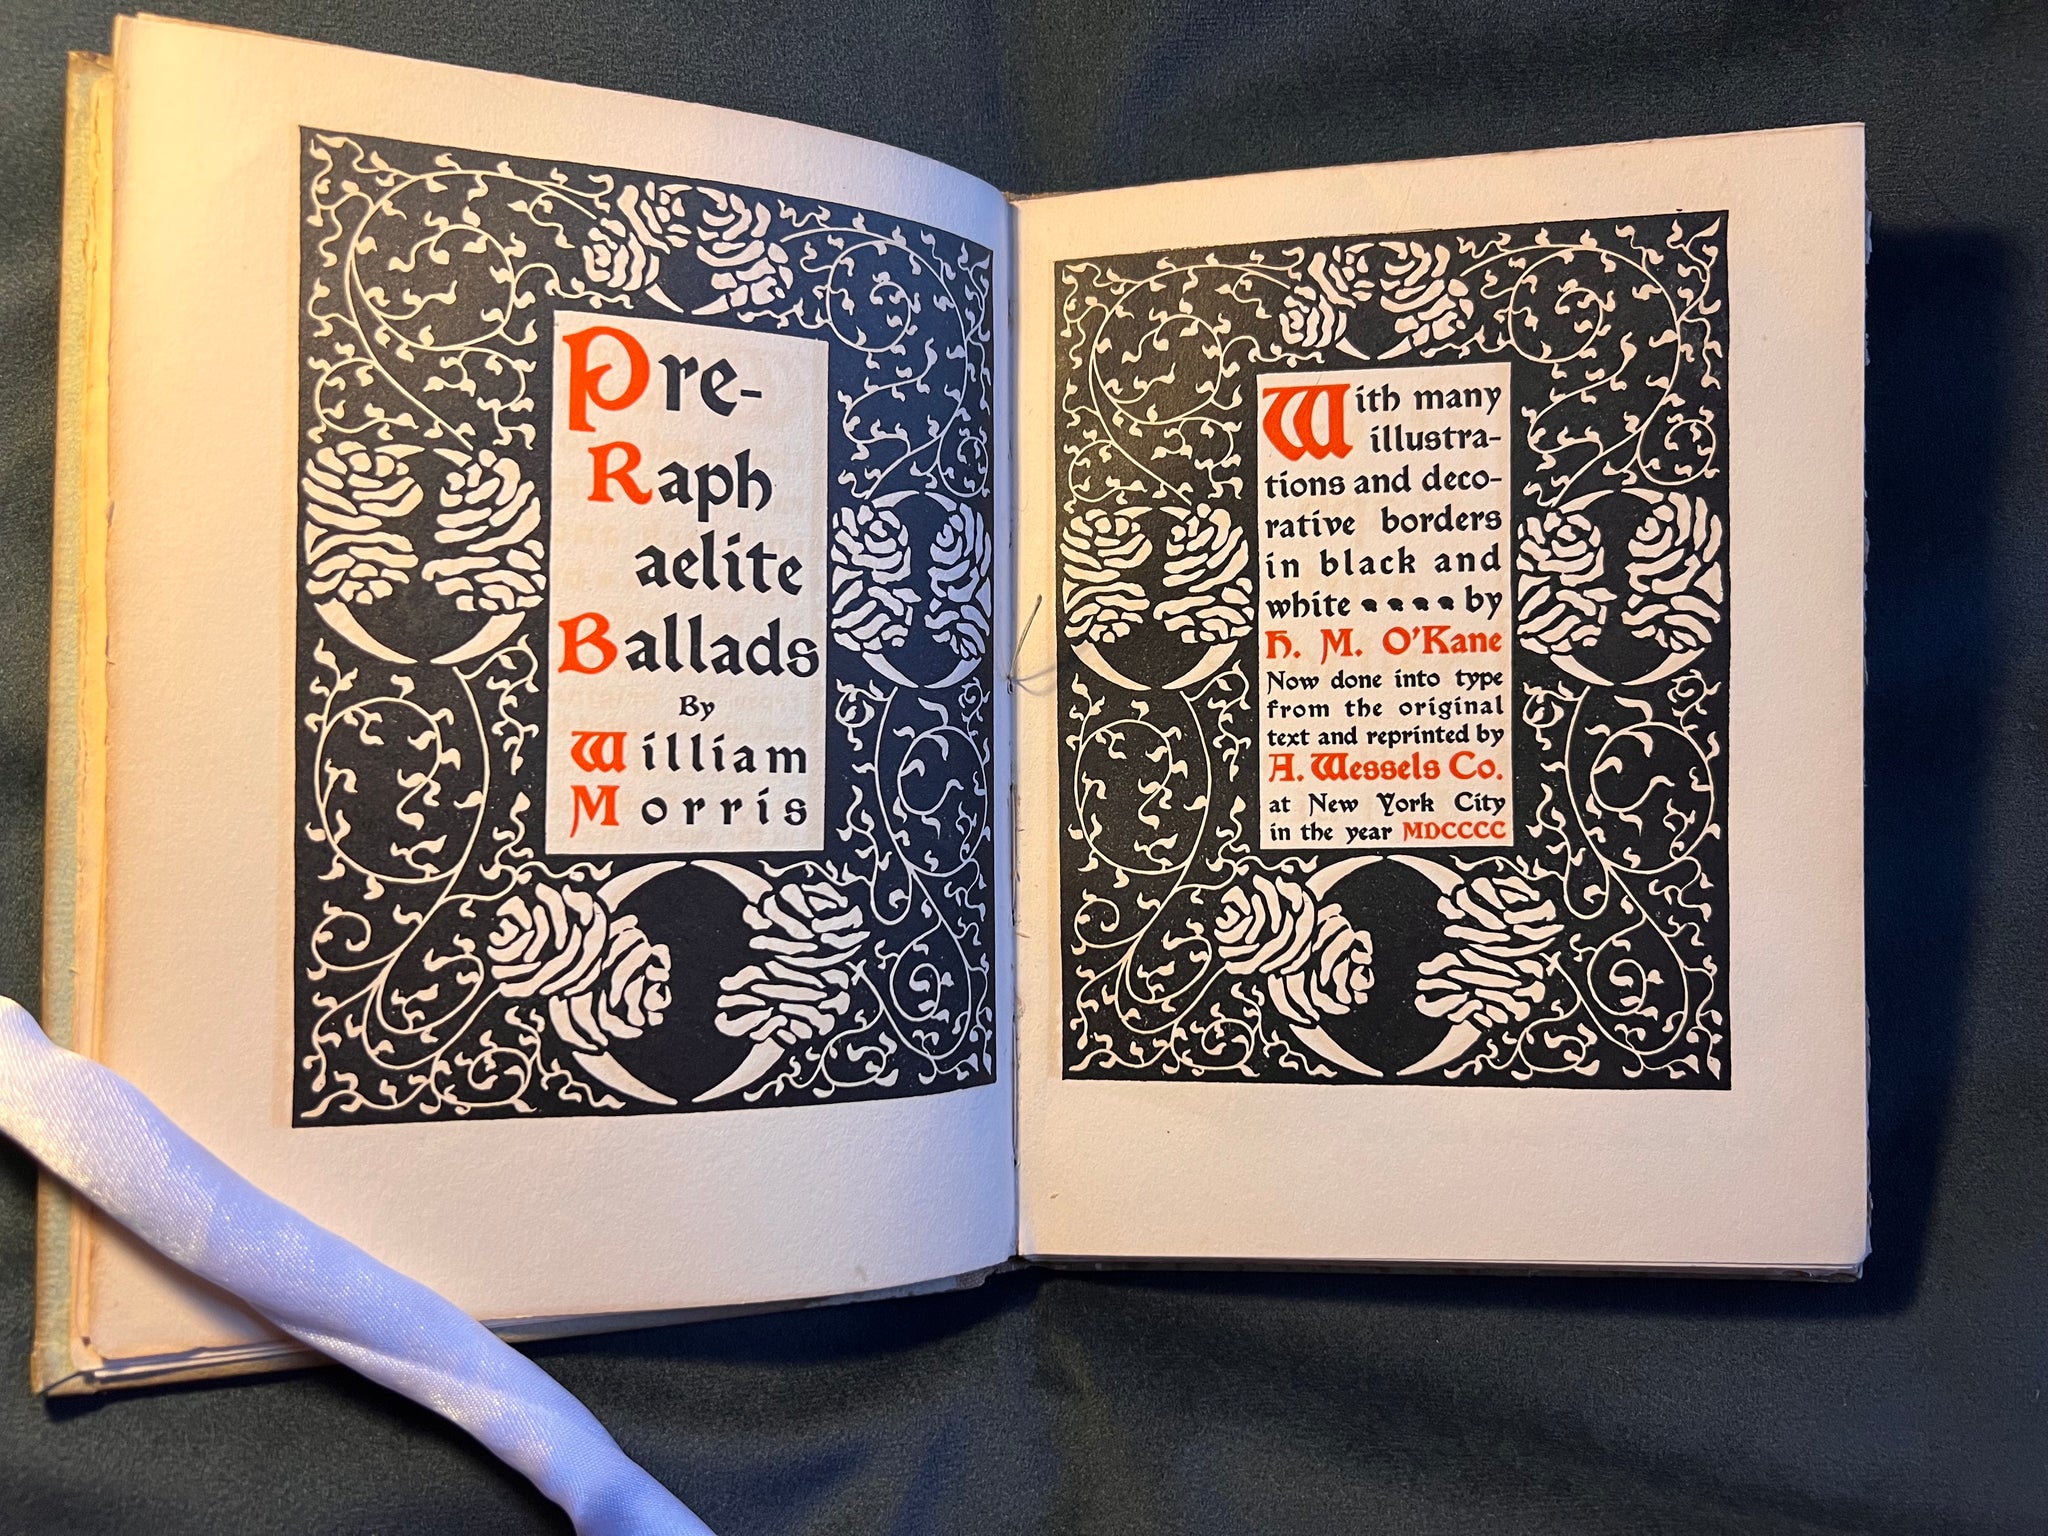 Pre-
Raph
aelite
Ballads
By
William
Morris
With many
illustra-
tions and deco-
rative borders
in black and
white by
H. M. O'Kane
Now done into type
from the original
text and reprinted by
A. Wessels Co.
at New York City
in the year MDCCCC